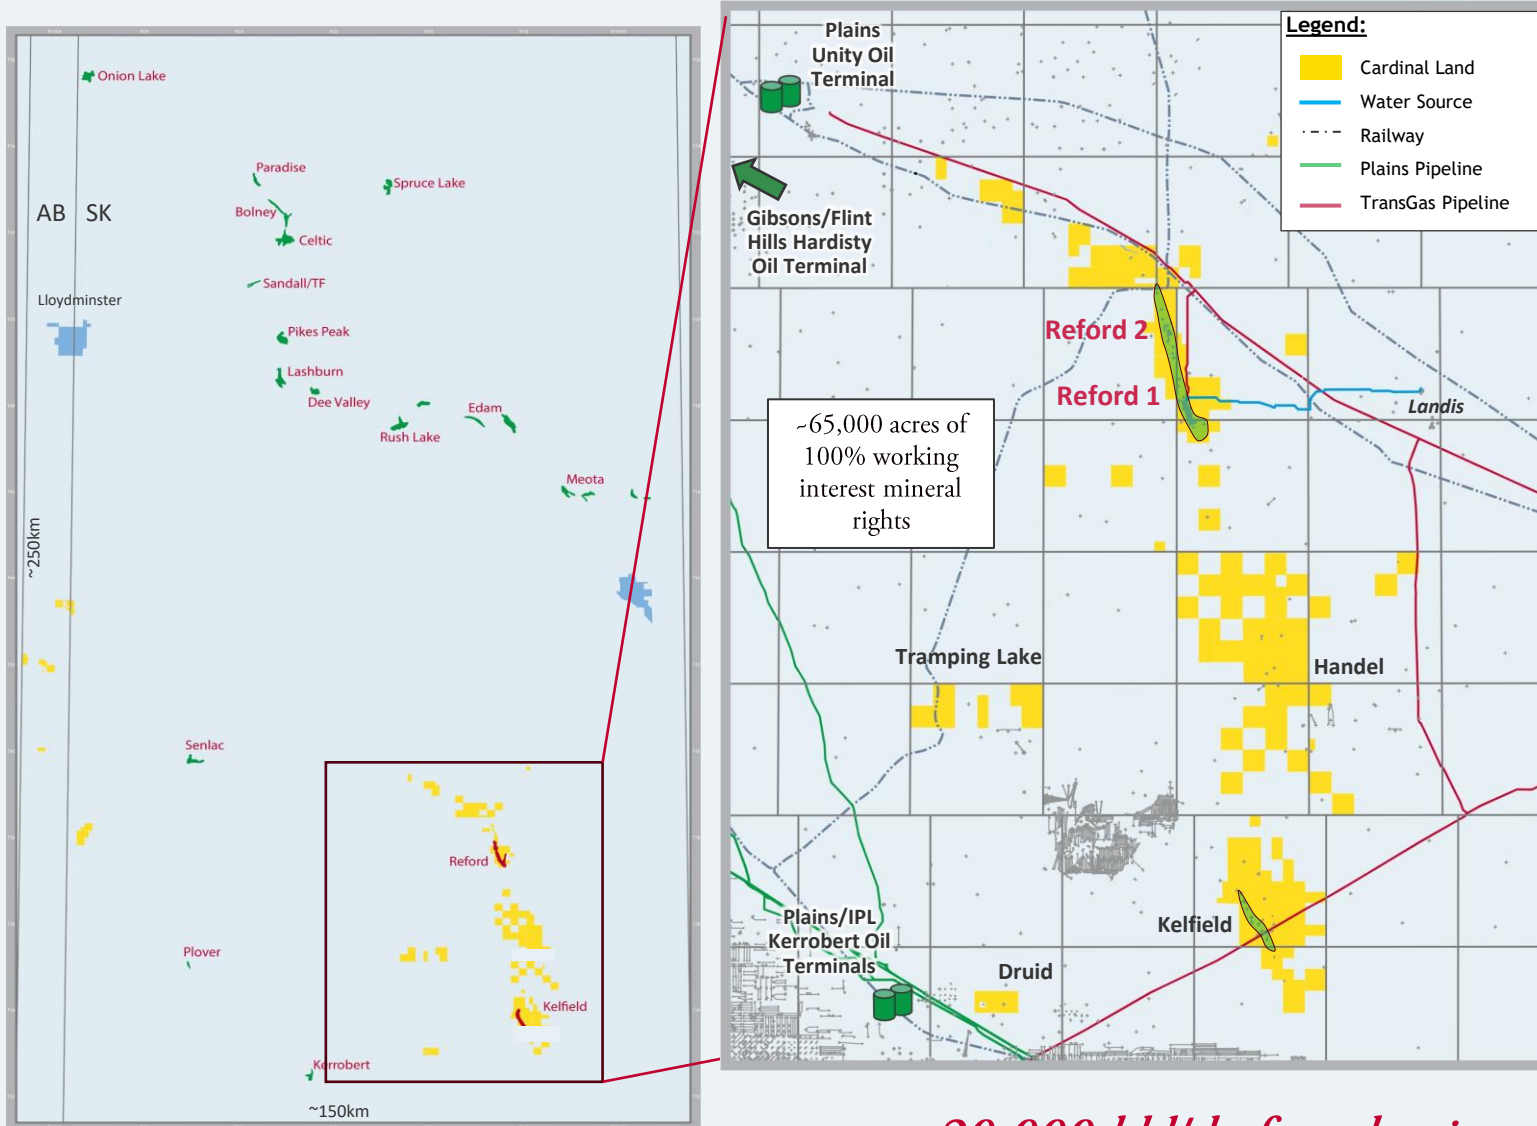 Onion Lake
Paradise
Spruce Lake
Bolney
Celtic
AB
SK
Sandall/TF
Lloydminster
Pikes Peak
Lashburn
Dee Valley
Edam
Rush Lake
Meota
~250km
Senlac
Reford
Plover
Kelfield
Kerrobert
~150km
Plains
Unity Oil
Terminal
Gibsons/Flint
Hills Hardisty
Oil Terminal
Legend:
Cardinal Land
Water Source
Railway
Plains Pipeline
TransGas Pipeline
Reford 2
Reford 1
Landis
~65,000 acres of
100% working
interest mineral
rights
Tramping Lake
Handel
Kelfield
Plains/IPL
Kerrobert Oil
Terminals
Druid